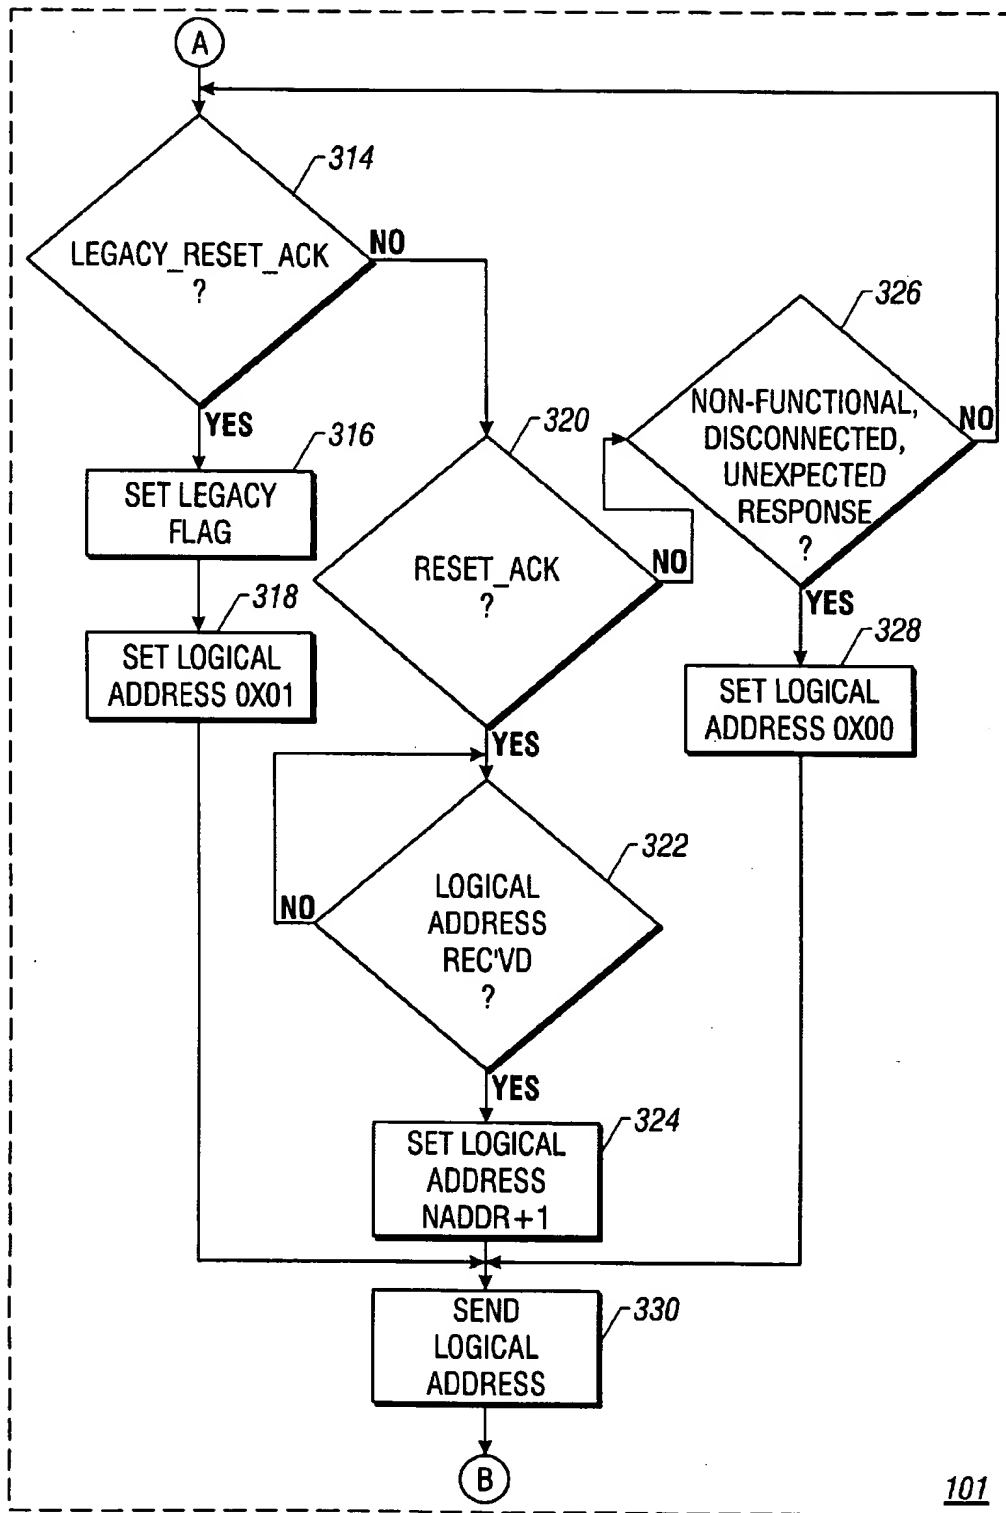 A
314
LEGACY_RESET_ACK
?
NO
YES
316
SET LEGACY
FLAG
318
SET LOGICAL
ADDRESS 0X01
320
RESET_ACK
?
NO
YES
326
NON-FUNCTIONAL,
DISCONNECTED,
UNEXPECTED
RESPONSE
?
NO
YES
328
SET LOGICAL
ADDRESS 0X00
322
LOGICAL
ADDRESS
REC'VD
?
NO
YES
324
SET LOGICAL
ADDRESS
NADDR+1
330
SEND
LOGICAL
ADDRESS
B
101